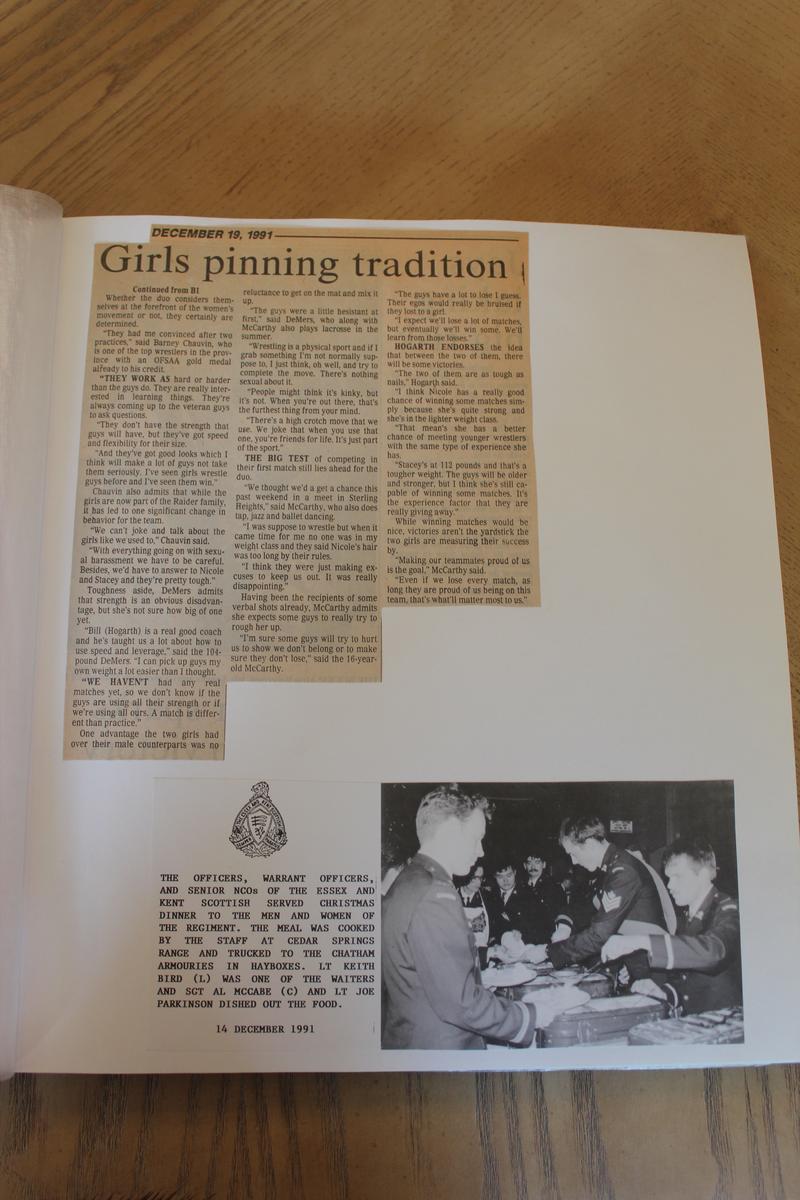 DECEMBER 19, 1991
Girls pinning tradition
Continued from B1
Whether the duo considers them-
selves at the forefront of the women's
movement or not, they certainly are
determined.
"They had me convinced after two
practices," said Barney Chauvin, who
is one of the top wrestlers in the prov-
ince with an OFSAA gold medal
already to his credit.
"THEY WORK AS hard or harder
than the guys do. They are really inter-
ested in learning things. They're
always coming up to the veteran guys
to ask questions.
"They don't have the strength that
guys will have, but they've got speed
and flexibility for their size.
"And they've got good looks which I
think will make a lot of guys not take
them seriously. I've seen girls wrestle
guys before and I've seen them win."
Chauvin also admits that while the
girls are now part of the Raider family,
it has led to one significant change in
behavior for the team.
"We can't joke and talk about the
girls like we used to," Chauvin said.
"With everything going on with sexu-
al harassment we have to be careful.
Besides, we'd have to answer to Nicole
and Stacey and they're pretty tough."
Toughness aside, DeMers admits
that strength is an obvious disadvan-
tage, but she's not sure how big of one
yet.
"Bill (Hogarth) is a real good coach
and he's taught us a lot about how to
use speed and leverage," said the 104-
pound DeMers. "I can pick up guys my
own weight a lot easier than I thought.
"WE HAVEN'T had any real
matches yet, so we don't know if the
guys are using all their strength or if
we're using all ours. A match is differ-
ent than practice."
One advantage the two girls had
over their male counterparts was no
reluctance to get on the mat and mix it
up.
"The guys were a little hesistant at
first," said DeMers, who along with
McCarthy also plays lacrosse in the
summer.
"Wrestling is a physical sport and if I
grab something I'm not normally sup-
pose to, I just think, oh well, and try to
complete the move. There's nothing
sexual about it.
"People might think it's kinky, but
it's not. When you're out there, that's
the furthest thing from your mind.
"There's a high crotch move that we
use. We joke that when you use that
one, you're friends for life. It's just part
of the sport."
THE BIG TEST of competing in
their first match still lies ahead for the
duo.
"We thought we'd get a chance this
past weekend in a meet in Sterling
Heights," said McCarthy, who also does
tap, jazz and ballet dancing.
"I was suppose to wrestle but when it
came time for me no one was in my
weight class and they said Nicole's hair
was too long by their rules.
"I think they were just making ex-
cuses to keep us out. It was really
disappointing."
Having been the recipients of some
verbal shots already, McCarthy admits
she expects some guys to really try to
rough her up.
"I'm sure some guys will try to hurt
us to show we don't belong or to make
sure they don't lose," said the 16-year-
old McCarthy.
"The guys have a lot to lose I guess.
Their egos would really be bruised if
they lost to a girl.
"I expect we'll lose a lot of matches,
but eventually we'll win some. We'll
learn from those losses."
HOGARTH ENDORSES the idea
that between the two of them, there
will be some victories.
"The two of them are as tough as
nails," Hogarth said.
"I think Nicole has a really good
chance of winning some matches sim-
ply because she's quite strong and
she's in the lighter weight class.
"That mean's she has a better
chance of meeting younger wrestlers
with the same type of experience she
has.
"Stacey's at 112 pounds and that's a
tougher weight. The guys will be older
and stronger, but I think she's still ca-
pable of winning some matches. It's
the experience factor that they are
really giving away."
While winning matches would be
nice, victories aren't the yardstick the
two girls are measuring their success
by.
"Making our teammates proud of us
is the goal," McCarthy said.
"Even if we lose every match, as
long they are proud of us being on this
team, that's what'll matter most to us."
THE OFFICERS, WARRANT OFFICERS,
AND SENIOR NCOs OF THE ESSEX AND
KENT SCOTTISH SERVED CHRISTMAS
DINNER TO THE MEN AND WOMEN OF
THE REGIMENT. THE MEAL WAS COOKED
BY THE STAFF AT CEDAR SPRINGS
RANGE AND TRUCKED TO THE CHATHAM
ARMOURIES IN HAYBOXES. LT KEITH
BIRD (L) WAS ONE OF THE WAITERS
AND SGT AL MCCABE (C) AND LT JOE
PARKINSON DISHED OUT THE FOOD.
14 DECEMBER 1991